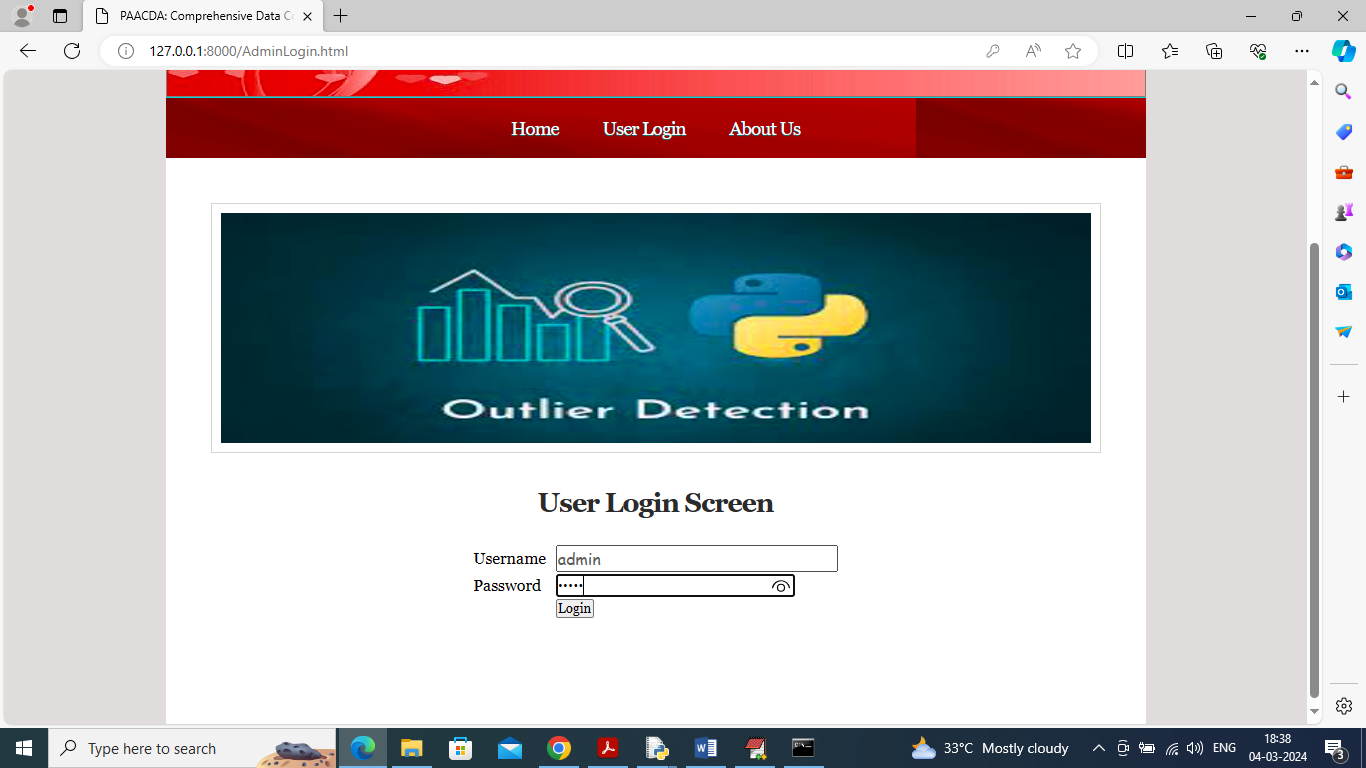 PAACDA: Comprehensive Data C
127.0.0.1:8000/AdminLogin.html
Home User Login About Us
Outlier Detection
User Login Screen
Username admin
Password •••••
Login
Type here to search
33°C Mostly cloudy
ENG
18:38
04-03-2024
3